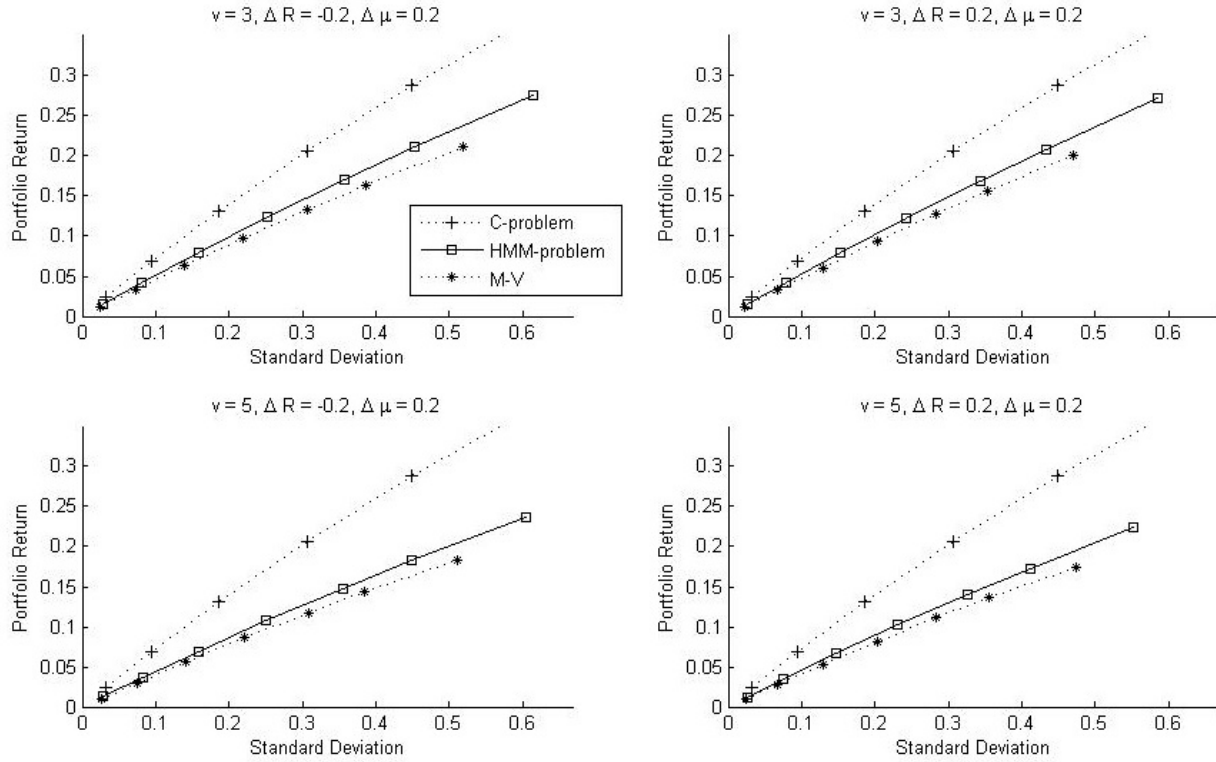 v = 3, Δ R = -0.2, Δ μ = 0.2
Portfolio Return
0.3
0.25
0.2
0.15
0.1
0.05
0
0 0.1 0.2 0.3 0.4 0.5 0.6
Standard Deviation
C-problem
HMM-problem
M-V
v = 3, Δ R = 0.2, Δ μ = 0.2
Portfolio Return
0.3
0.25
0.2
0.15
0.1
0.05
0
0 0.1 0.2 0.3 0.4 0.5 0.6
Standard Deviation
v = 5, Δ R = -0.2, Δ μ = 0.2
Portfolio Return
0.3
0.25
0.2
0.15
0.1
0.05
0
0 0.1 0.2 0.3 0.4 0.5 0.6
Standard Deviation
v = 5, Δ R = 0.2, Δ μ = 0.2
Portfolio Return
0.3
0.25
0.2
0.15
0.1
0.05
0
0 0.1 0.2 0.3 0.4 0.5 0.6
Standard Deviation